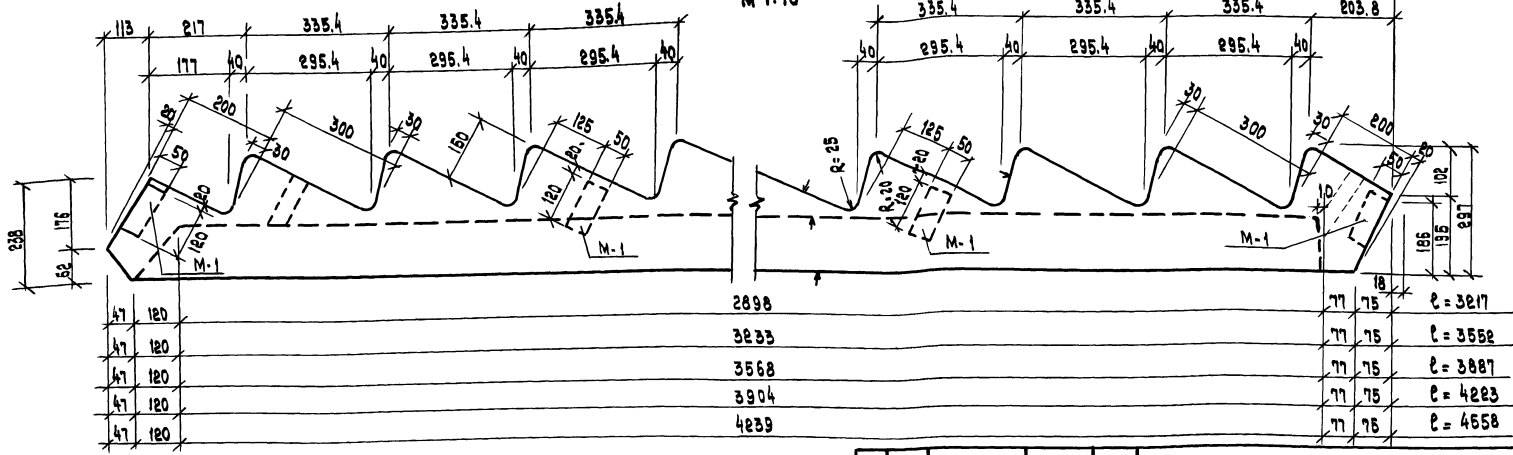 М 1:10
113 217 335.4 335.4 335.4 335.4 335.4 335.4 203.8
177 40 295.4 40 295.4 40 295.4 40 40 295.4 40 295.4 40 295.4 40
20 200 300 30 150 125 50 R=25 125 50 30 300 30 200 20
50 30 20 20 50
120 R=20 120 10 102
238 176 20 186 195 297
62 120 М-1 М-1 М-1 М-1
18
47 120 2898 77 75 ℓ = 3217
47 120 3233 77 75 ℓ = 3552
47 120 3568 77 75 ℓ = 3887
47 120 3904 77 75 ℓ = 4223
47 120 4239 77 75 ℓ = 4558